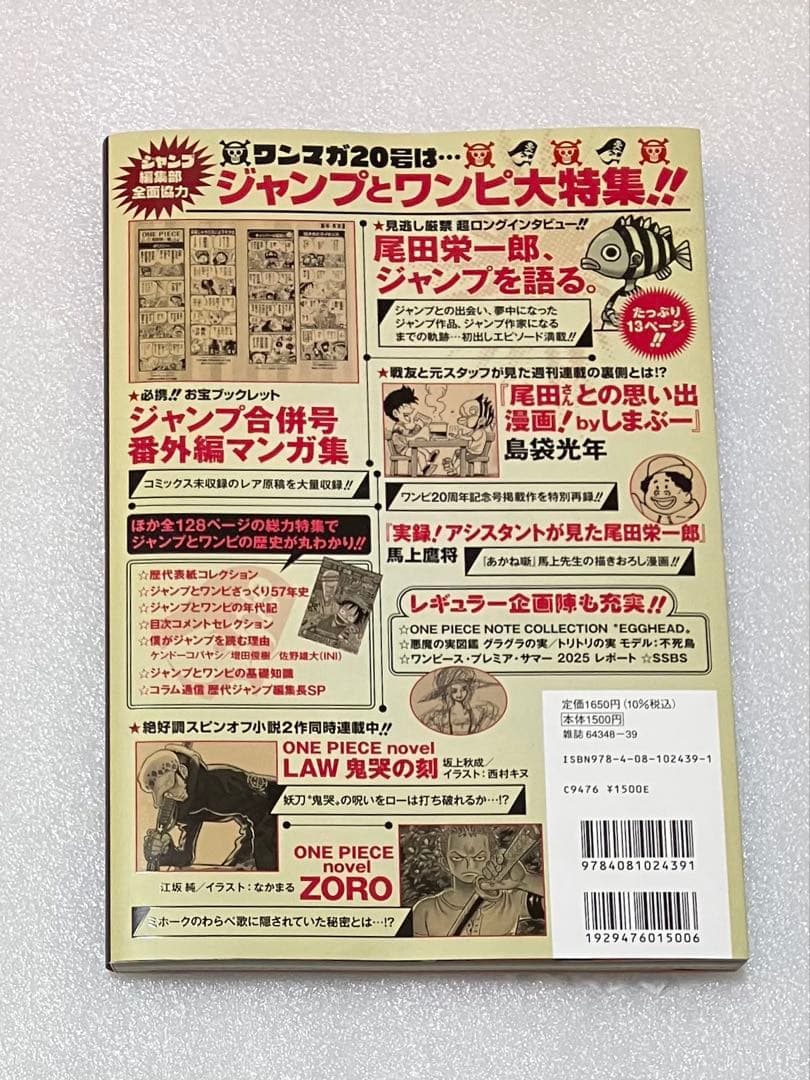 ジャンプ
編集部
全面協力
ワンマガ20号は…
ジャンプとワンピ大特集!!
ONE PIECE
★見逃し厳禁 超ロングインタビュー!!
尾田栄一郎、
ジャンプを語る。
ジャンプとの出会い、夢中になった
ジャンプ作品、ジャンプ作家になる
までの軌跡…初出しエピソード満載!!
たっぷり
13ページ
!!
★必携!! お宝ブックレット
ジャンプ合併号
番外編マンガ集
コミックス未収録のレア原稿を大量収録!!
★戦友と元スタッフが見た週刊連載の裏側とは!?
『尾田さんとの思い出
漫画!byしまぶー』
島袋光年
ワンピ20周年記念号掲載作を特別再録!!
『実録!アシスタントが見た尾田栄一郎』
馬上鷹将
『あかね噺』馬上先生の描きおろし漫画!!
ほか全128ページの総力特集で
ジャンプとワンピの歴史が丸わかり!!
☆歴代表紙コレクション
☆ジャンプとワンピざっくり57年史
☆ジャンプとワンピの年代記
☆目次コメントセレクション
☆僕がジャンプを読む理由
ケンドーコバヤシ/増田俊樹/佐野雄大(INI)
☆ジャンプとワンピの基礎知識
☆コラム通信 歴代ジャンプ編集長SP
レギュラー企画陣も充実!!
☆ONE PIECE NOTE COLLECTION "EGGHEAD"
☆悪魔の実図鑑 グラグラの実/トリトリの実 モデル:不死鳥
☆ワンピース・プレミア・サマー 2025 レポート ☆SSBS
★絶好調スピンオフ小説2作同時連載中!!
ONE PIECE novel
LAW 鬼哭の刻
坂上秋成/
イラスト:西村キヌ
妖刀"鬼哭"の呪いをローは打ち破れるか…!?
ONE PIECE
novel
ZORO
江坂 純/イラスト:なかまる
ミホークのわらべ歌に隠されていた秘密とは…!?
定価1650円(10%税込)
本体1500円
雑誌 64348-39
ISBN978-4-08-102439-1
C9476 ¥1500E
9784081024391
1929476015006